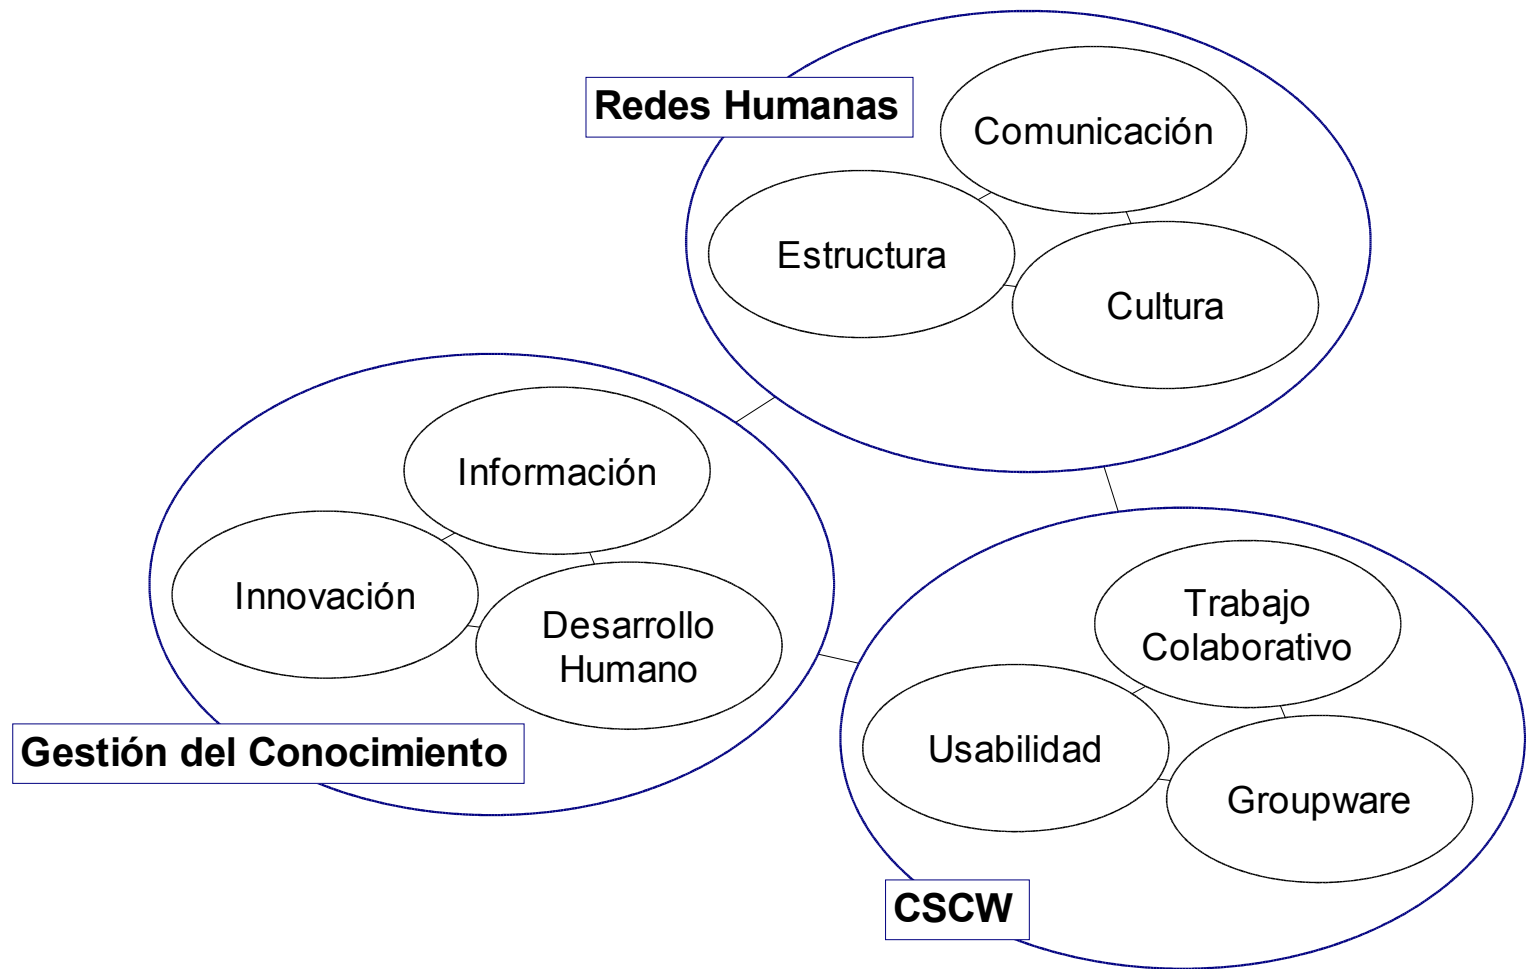 Redes Humanas
Comunicación
Estructura
Cultura
Información
Innovación
Desarrollo
Humano
Gestión del Conocimiento
Trabajo
Colaborativo
Usabilidad
Groupware
CSCW